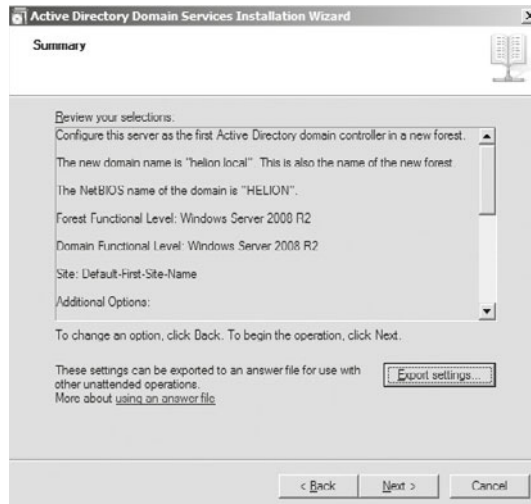 Active Directory Domain Services Installation Wizard
Summary
Review your selections:
Configure this server as the first Active Directory domain controller in a new forest.
The new domain name is "helion.local". This is also the name of the new forest.
The NetBIOS name of the domain is "HELION".
Forest Functional Level: Windows Server 2008 R2
Domain Functional Level: Windows Server 2008 R2
Site: Default-First-Site-Name
Additional Options:
To change an option, click Back. To begin the operation, click Next.
These settings can be exported to an answer file for use with
other unattended operations.
More about using an answer file
Export settings...
< Back
Next >
Cancel